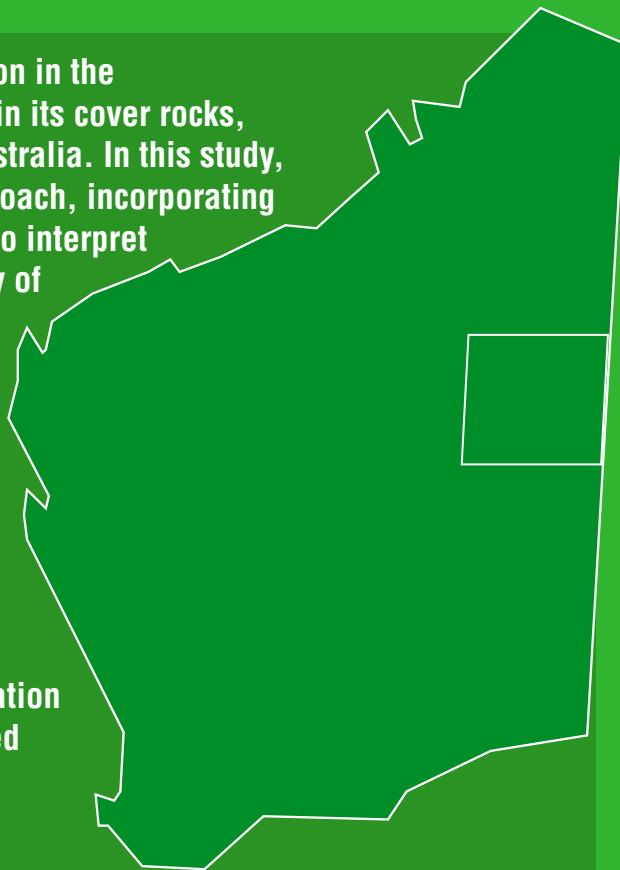 on in the
in its cover rocks,
stralia. In this study,
oach, incorporating
o interpret
y of
ation
ed